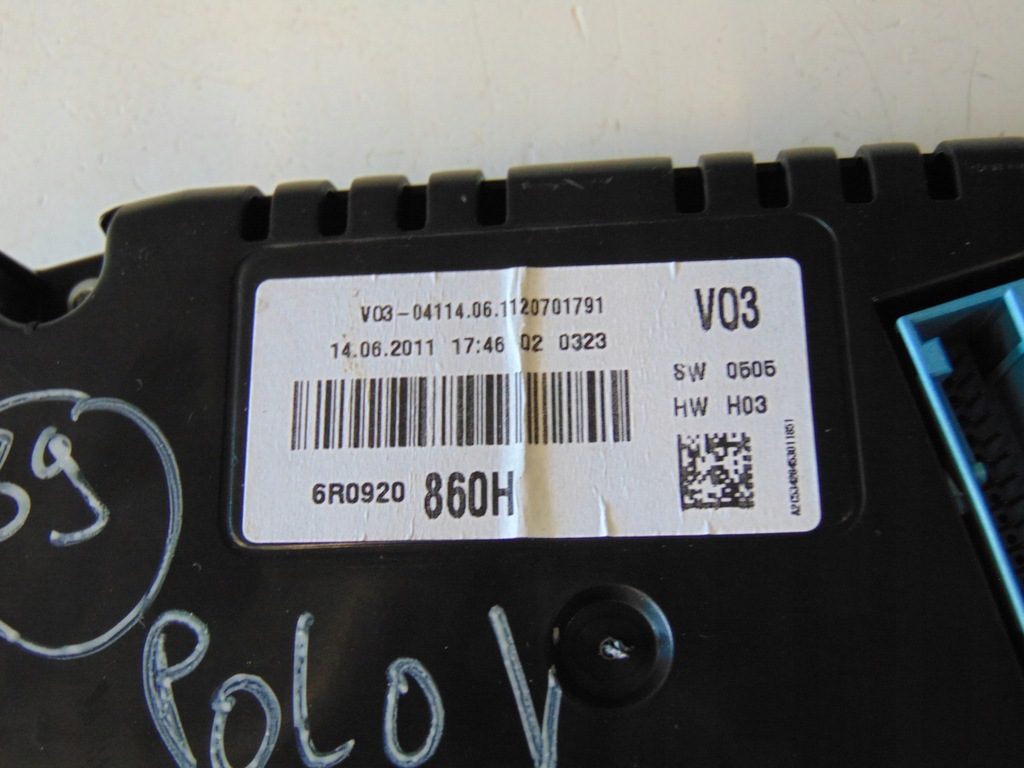 V03-04114.06.1120701791
V03
14.06.2011 17:46 02 0323
SW 0505
HW H03
6R0920 860H
A2C53428453011851
39
POLO V